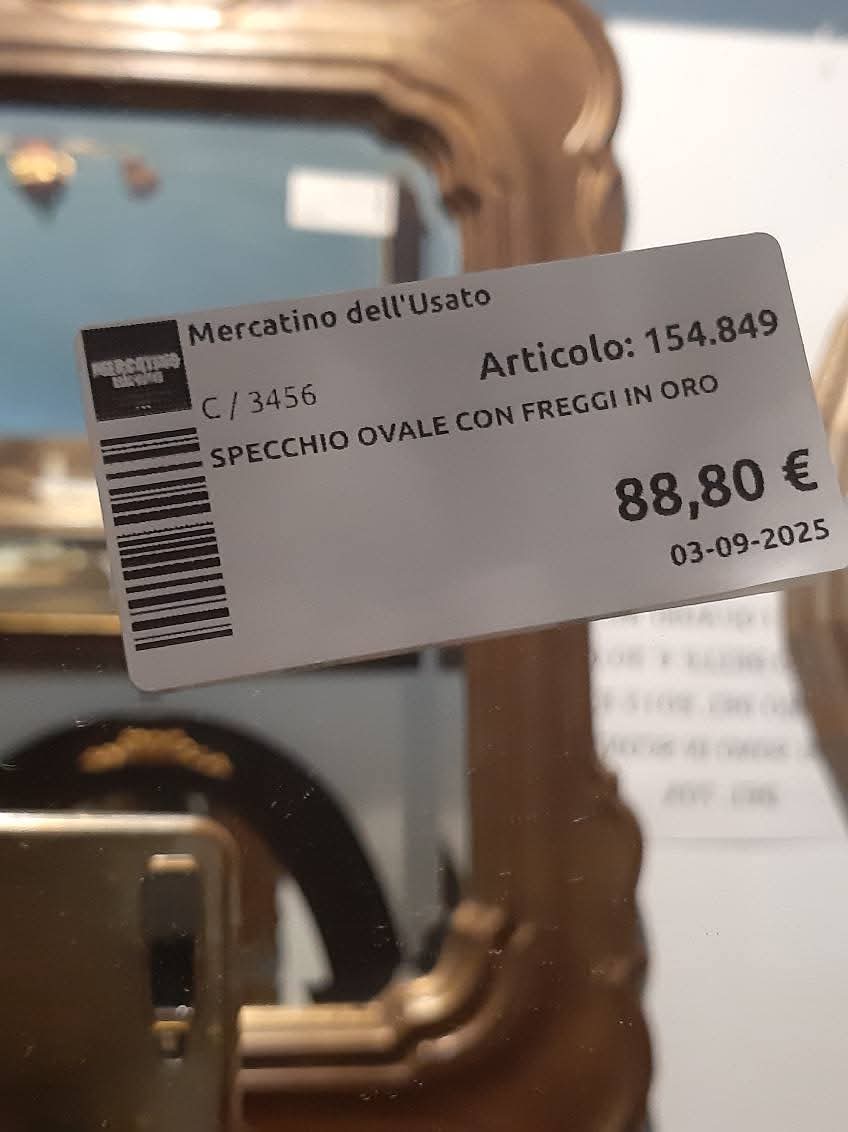 Mercatino dell'Usato
Articolo: 154.849
C / 3456
SPECCHIO OVALE CON FREGGI IN ORO
88,80 €
03-09-2025